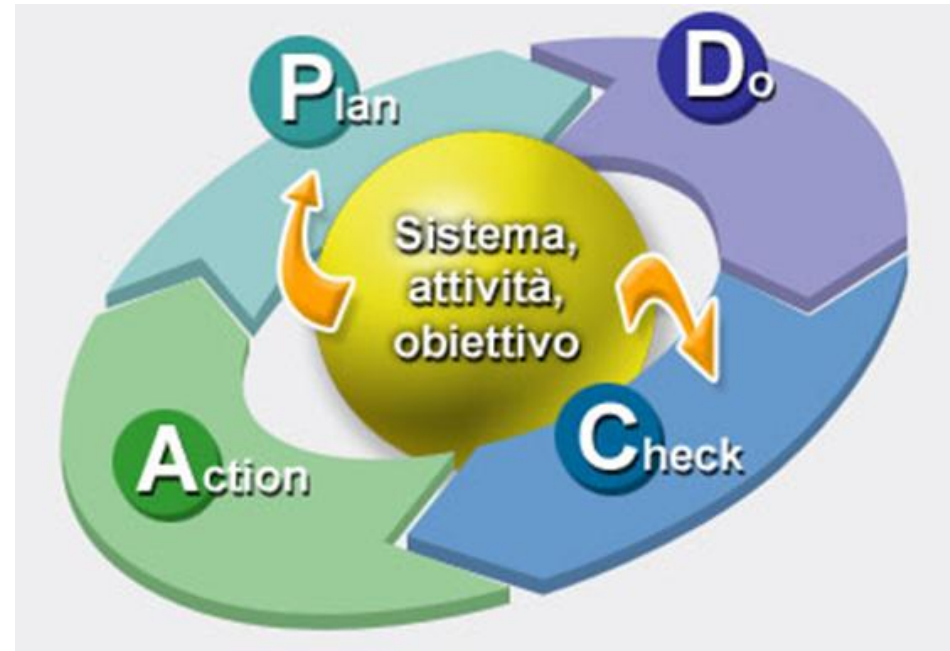 Plan
Do
Sistema,
attività,
obiettivo
Check
Action